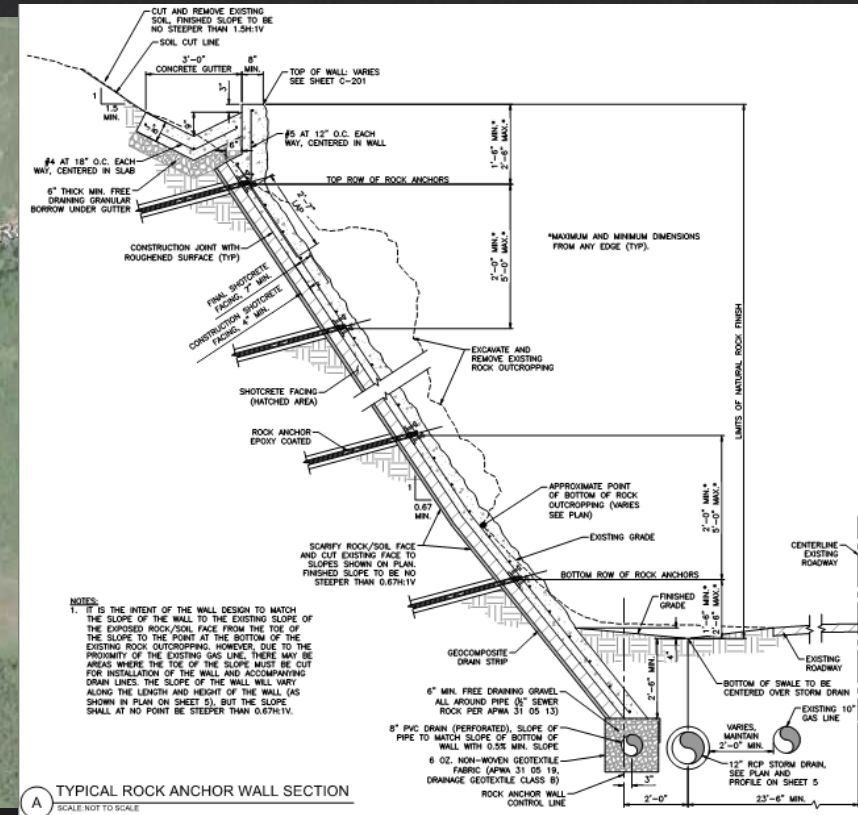 CUT AND REMOVE EXISTING
SOIL, FINISHED SLOPE TO BE
NO STEEPER THAN 1.5H:1V
SOIL CUT LINE
3'-0"
CONCRETE GUTTER
8"
MIN.
3"
TOP OF WALL: VARIES
SEE SHEET C-201
1
1.5
MIN.
6"
#5 AT 12" O.C. EACH
WAY, CENTERED IN WALL
#4 AT 18" O.C. EACH
WAY, CENTERED IN SLAB
6" THICK MIN. FREE
DRAINING GRANULAR
BORROW UNDER GUTTER
TOP ROW OF ROCK ANCHORS
1'-6" MIN.*
2'-6" MAX.*
2'-7"
LAP
CONSTRUCTION JOINT WITH
ROUGHENED SURFACE (TYP)
*MAXIMUM AND MINIMUM DIMENSIONS
FROM ANY EDGE (TYP).
2'-0" MIN.*
5'-0" MAX.*
FINAL SHOTCRETE
FACING, 7" MIN.
CONSTRUCTION SHOTCRETE
FACING, 4" MIN.
EXCAVATE AND
REMOVE EXISTING
ROCK OUTCROPPING
SHOTCRETE FACING
(HATCHED AREA)
LIMITS OF NATURAL ROCK FINISH
ROCK ANCHOR
EPOXY COATED
1
0.67
MIN.
APPROXIMATE POINT
OF BOTTOM OF ROCK
OUTCROPPING (VARIES
SEE PLAN)
2'-0" MIN.*
5'-0" MAX.*
EXISTING GRADE
CENTERLINE
EXISTING
ROADWAY
SCARIFY ROCK/SOIL FACE
AND CUT EXISTING FACE TO
SLOPES SHOWN ON PLAN.
FINISHED SLOPE TO BE NO
STEEPER THAN 0.67H:1V
BOTTOM ROW OF ROCK ANCHORS
1'-6" MIN.*
2'-6" MAX.*
FINISHED
GRADE
NOTES:
1. IT IS THE INTENT OF THE WALL DESIGN TO MATCH
THE SLOPE OF THE WALL TO THE EXISTING SLOPE OF
THE EXPOSED ROCK/SOIL FACE FROM THE TOE OF
THE SLOPE TO THE POINT AT THE BOTTOM OF THE
EXISTING ROCK OUTCROPPING. HOWEVER, DUE TO THE
PROXIMITY OF THE EXISTING GAS LINE, THERE MAY BE
AREAS WHERE THE TOE OF THE SLOPE MUST BE CUT
FOR INSTALLATION OF THE WALL AND ACCOMPANYING
DRAIN LINES. THE SLOPE OF THE WALL WILL VARY
ALONG THE LENGTH AND HEIGHT OF THE WALL (AS
SHOWN IN PLAN ON SHEET 5), BUT THE SLOPE
SHALL AT NO POINT BE STEEPER THAN 0.67H:1V.
GEOCOMPOSITE
DRAIN STRIP
2'-6" MIN.
4"
EXISTING
ROADWAY
BOTTOM OF SWALE TO BE
CENTERED OVER STORM DRAIN
6" MIN. FREE DRAINING GRAVEL
ALL AROUND PIPE (½" SEWER
ROCK PER APWA 31 05 13)
8" PVC DRAIN (PERFORATED), SLOPE OF
PIPE TO MATCH SLOPE OF BOTTOM OF
WALL WITH 0.5% MIN. SLOPE
6 OZ. NON-WOVEN GEOTEXTILE
FABRIC (APWA 31 05 19,
DRAINAGE GEOTEXTILE CLASS B)
ROCK ANCHOR WALL
CONTROL LINE
3"
VARIES,
MAINTAIN
2'-0" MIN.
EXISTING 10"
GAS LINE
12" RCP STORM DRAIN,
SEE PLAN AND
PROFILE ON SHEET 5
2'-0"
23'-6" MIN.
A
TYPICAL ROCK ANCHOR WALL SECTION
SCALE: NOT TO SCALE